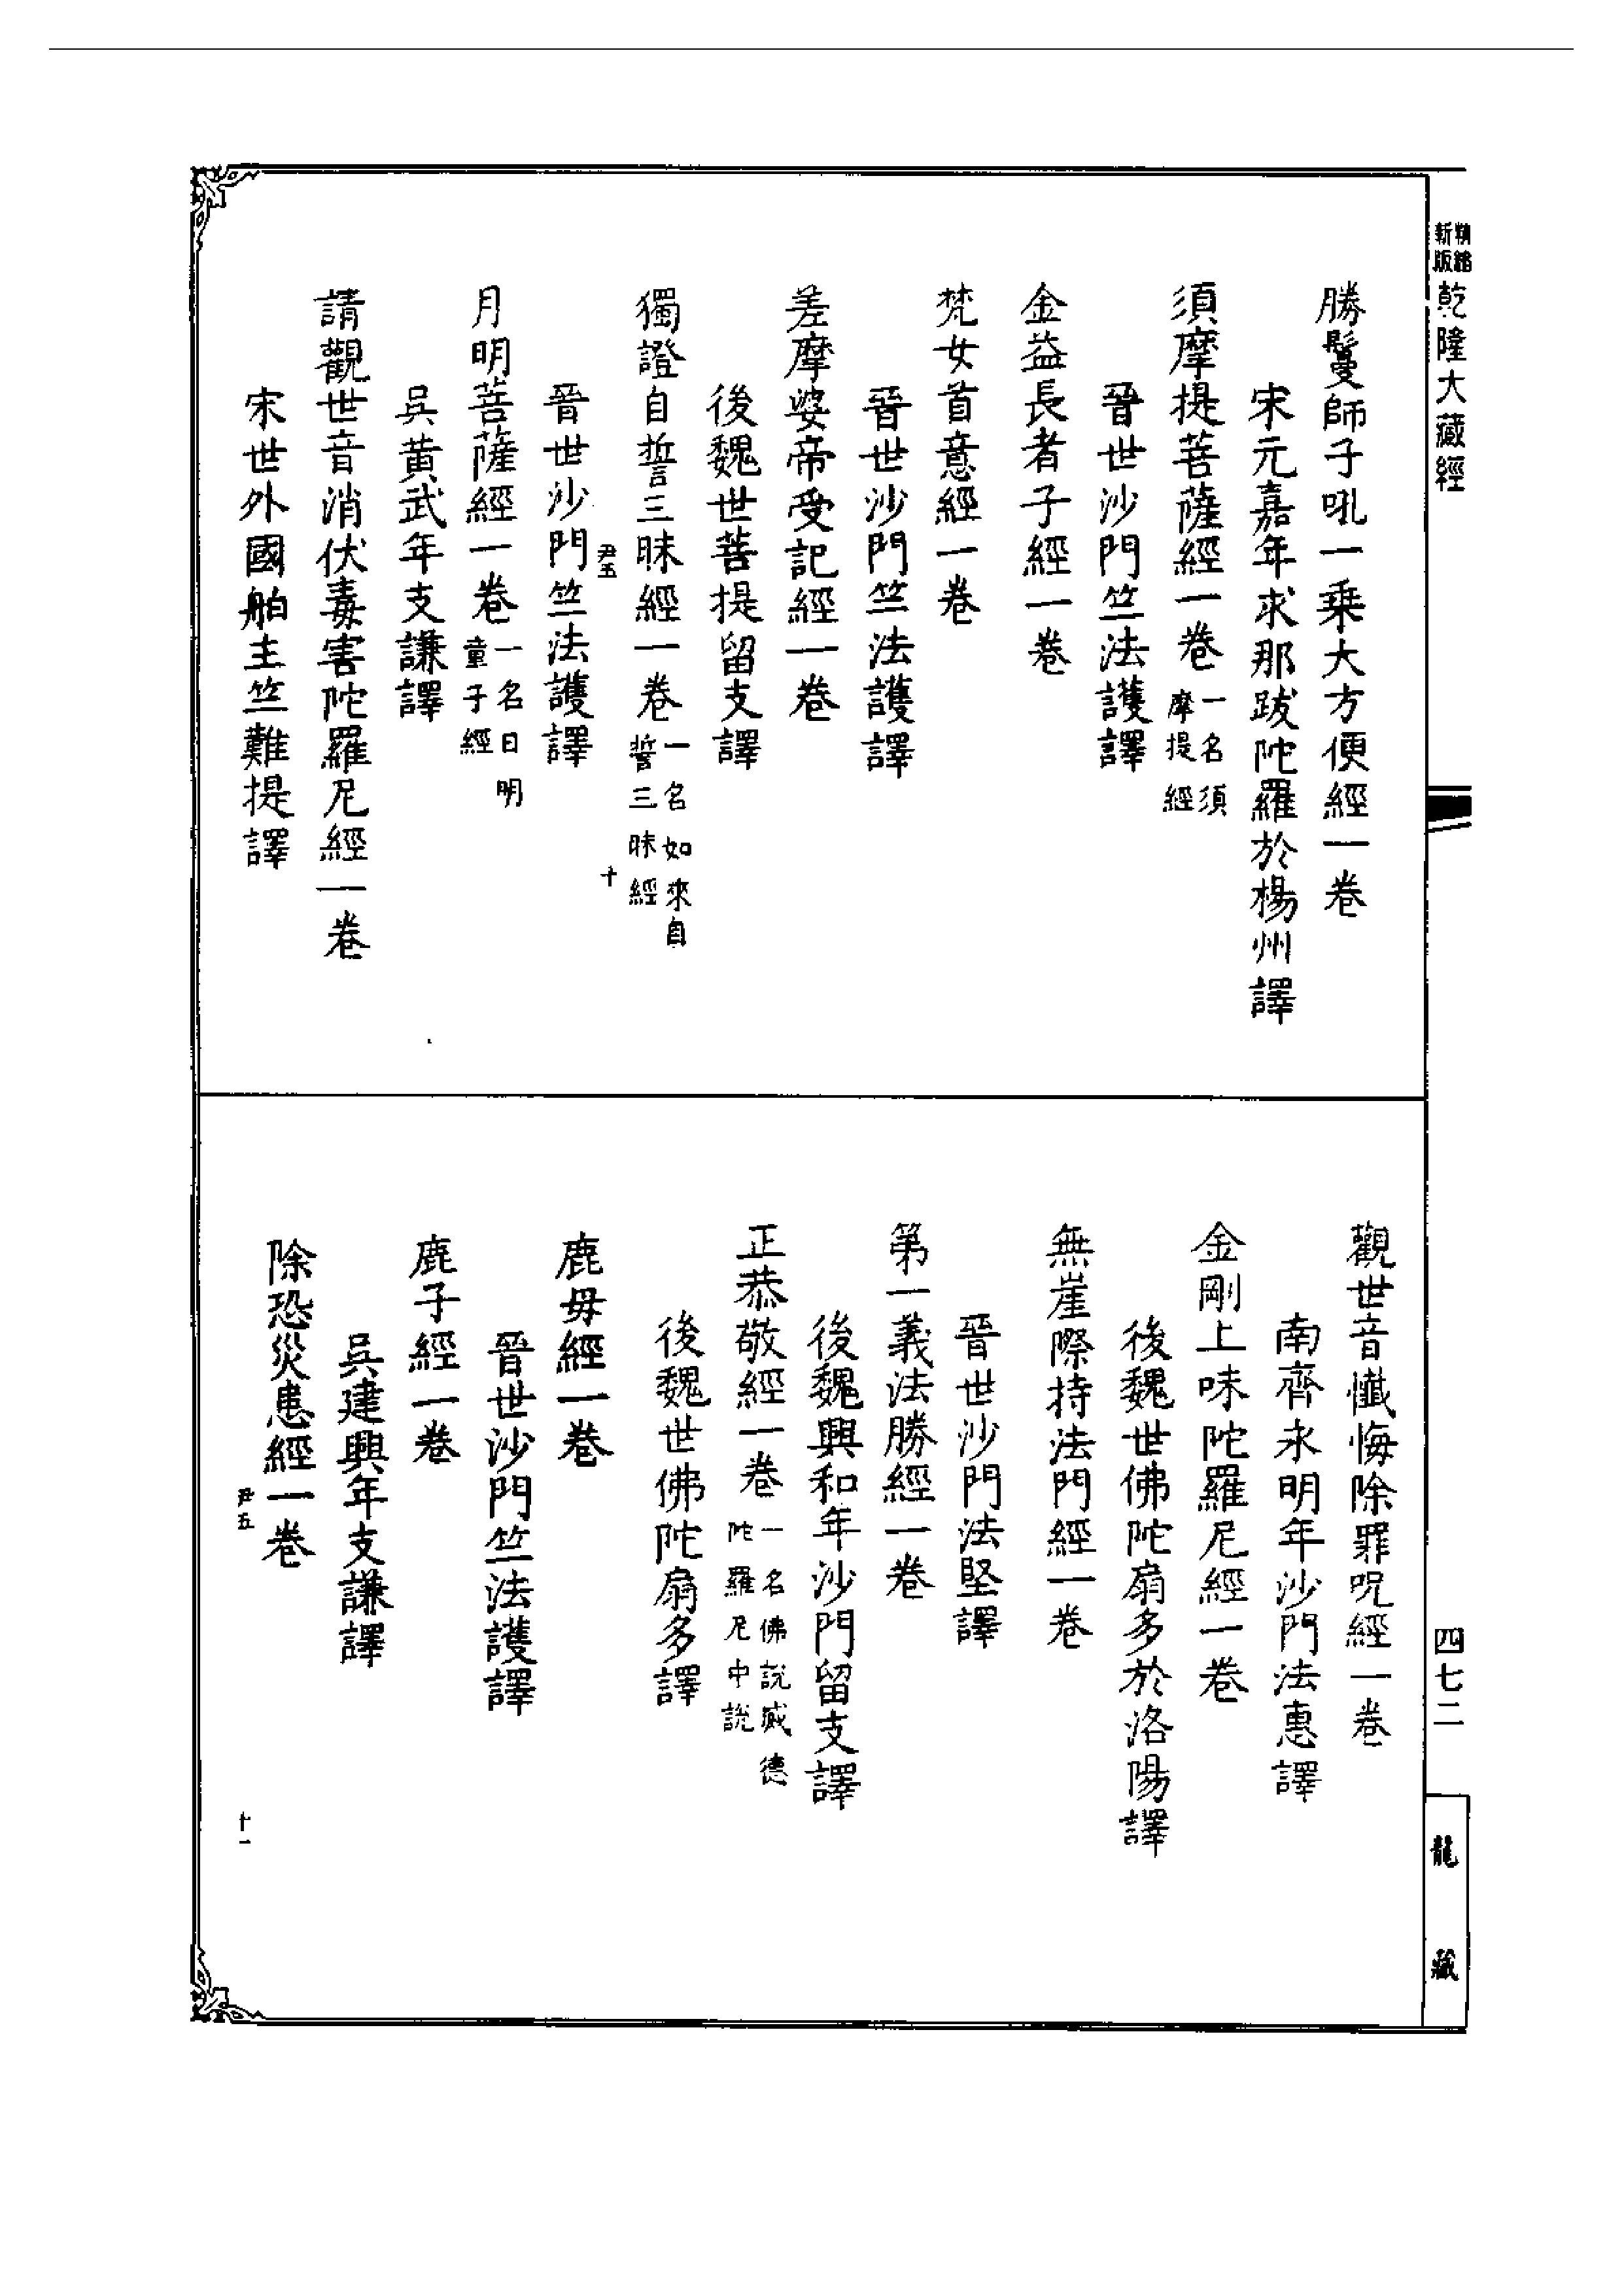 精縮新版乾隆大藏經
勝鬘師子吼一乗大方便經一卷
宋元嘉年求那跋陀羅於楊州譯
須摩提菩薩經一卷一名須摩提經
晉世沙門竺法護譯
金益長者子經一卷
梵女首意經一卷
晉世沙門竺法護譯
差摩婆帝受記經一卷
後魏世菩提留支譯
獨證自誓三昧經一卷一名如來自誓三昧經
尹五 十
晉世沙門竺法護譯
月明菩薩經一卷一名日明童子經
吳黃武年支謙譯
請觀世音消伏毒害陀羅尼經一卷
宋世外國舶主竺難提譯
觀世音懺悔除罪呪經一卷
南齊永明年沙門法惠譯
金剛上味陀羅尼經一卷
後魏世佛陀扇多於洛陽譯
無崖際持法門經一卷
晉世沙門法堅譯
第一義法勝經一卷
後魏興和年沙門留支譯
正恭敬經一卷一名佛說威德陀羅尼中說
後魏世佛陀扇多譯
鹿母經一卷
晉世沙門竺法護譯
鹿子經一卷
吳建興年支謙譯
除恐災患經一卷
尹五 十一
四七二
龍藏